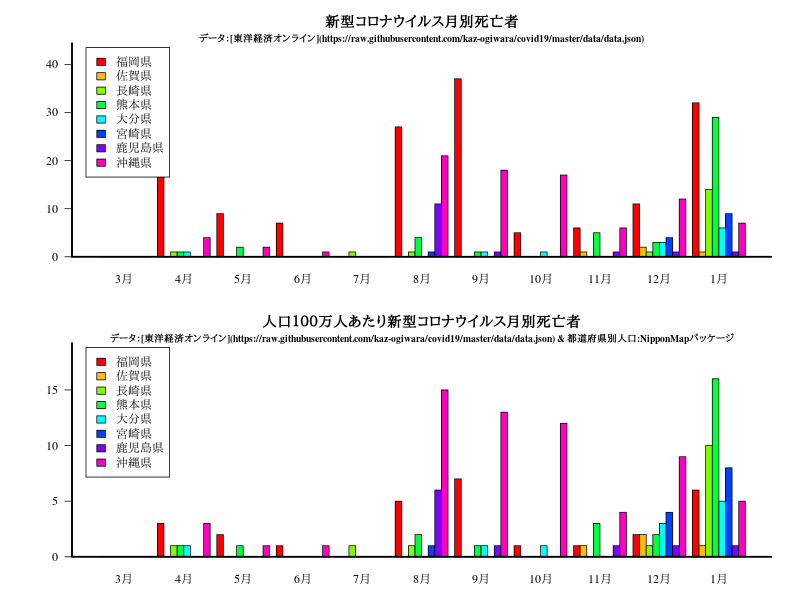 新型コロナウイルス月別死亡者
データ:[東洋経済オンライン](https://raw.githubusercontent.com/kaz-ogiwara/covid19/master/data/data.json)
福岡県
佐賀県
長崎県
熊本県
大分県
宮崎県
鹿児島県
沖縄県
40
30
20
10
0
3月 4月 5月 6月 7月 8月 9月 10月 11月 12月 1月
人口100万人あたり新型コロナウイルス月別死亡者
データ:[東洋経済オンライン](https://raw.githubusercontent.com/kaz-ogiwara/covid19/master/data/data.json) & 都道府県別人口:NipponMapパッケージ
福岡県
佐賀県
長崎県
熊本県
大分県
宮崎県
鹿児島県
沖縄県
15
10
5
0
3月 4月 5月 6月 7月 8月 9月 10月 11月 12月 1月